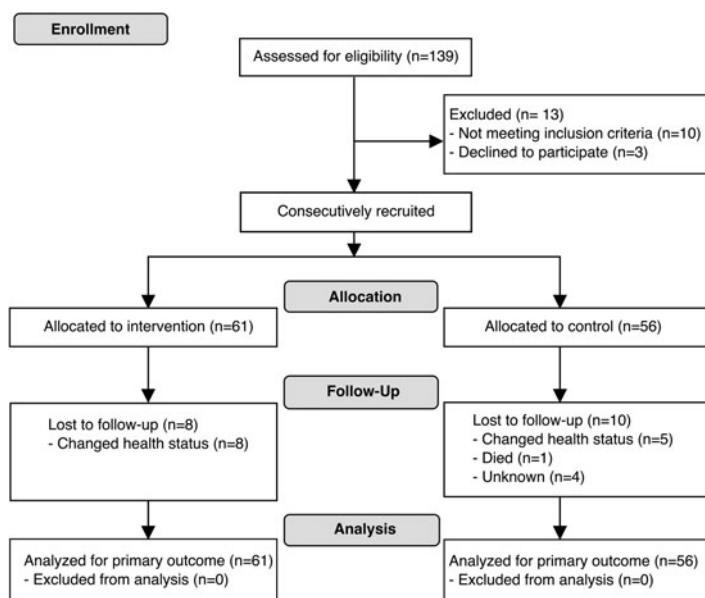 Enrollment
Assessed for eligibility (n=139)
Excluded (n= 13)
- Not meeting inclusion criteria (n=10)
- Declined to participate (n=3)
Consecutively recruited
Allocation
Allocated to intervention (n=61)
Allocated to control (n=56)
Follow-Up
Lost to follow-up (n=8)
- Changed health status (n=8)
Lost to follow-up (n=10)
- Changed health status (n=5)
- Died (n=1)
- Unknown (n=4)
Analysis
Analyzed for primary outcome (n=61)
- Excluded from analysis (n=0)
Analyzed for primary outcome (n=56)
- Excluded from analysis (n=0)